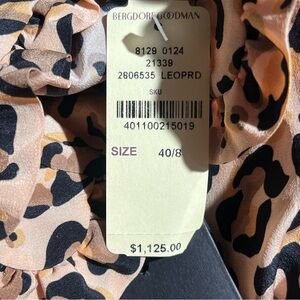 BERGDORF GOODMAN
8129 0124
21339
2806535 LEOPRD
SKU
401100215019
SIZE 40/8
$1,125.00